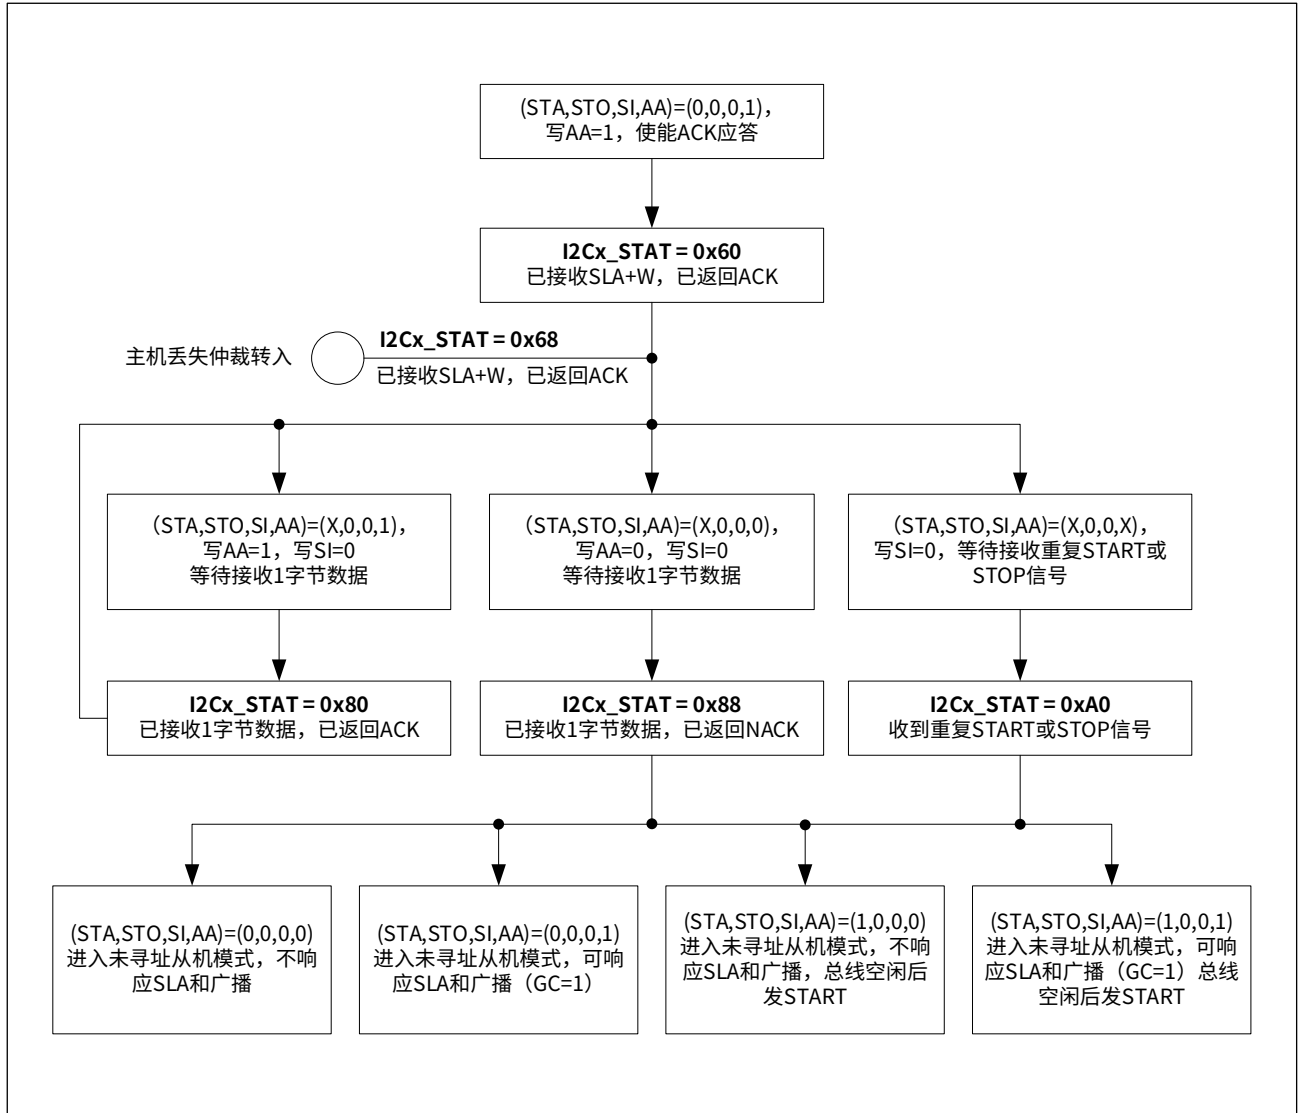 (STA,STO,SI,AA)=(0,0,0,1)，
写AA=1，使能ACK应答
I2Cx_STAT = 0x60
已接收SLA+W，已返回ACK
I2Cx_STAT = 0x68
主机丢失仲裁转入
已接收SLA+W，已返回ACK
（STA,STO,SI,AA)=(X,0,0,1)，
写AA=1，写SI=0
等待接收1字节数据
（STA,STO,SI,AA)=(X,0,0,0)，
写AA=0，写SI=0
等待接收1字节数据
（STA,STO,SI,AA)=(X,0,0,X)，
写SI=0，等待接收重复START或
STOP信号
I2Cx_STAT = 0x80
已接收1字节数据，已返回ACK
I2Cx_STAT = 0x88
已接收1字节数据，已返回NACK
I2Cx_STAT = 0xA0
收到重复START或STOP信号
(STA,STO,SI,AA)=(0,0,0,0)
进入未寻址从机模式，不响
应SLA和广播
(STA,STO,SI,AA)=(0,0,0,1)
进入未寻址从机模式，可响
应SLA和广播（GC=1）
(STA,STO,SI,AA)=(1,0,0,0)
进入未寻址从机模式，不响
应SLA和广播，总线空闲后
发START
(STA,STO,SI,AA)=(1,0,0,1)
进入未寻址从机模式，可响
应SLA和广播（GC=1）总线
空闲后发START